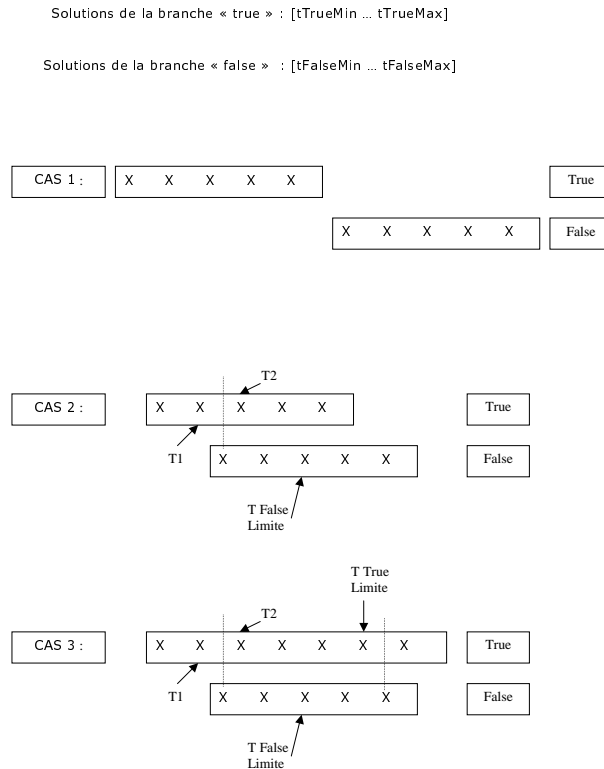 Solutions de la branche « true » : [tTrueMin … tTrueMax]
Solutions de la branche « false »  : [tFalseMin … tFalseMax]
CAS 1 : X X X X X True
X X X X X False
T2
CAS 2 : X X X X X True
T1 X X X X X False
T False
Limite
T True
Limite
T2
CAS 3 : X X X X X X X True
T1 X X X X X False
T False
Limite